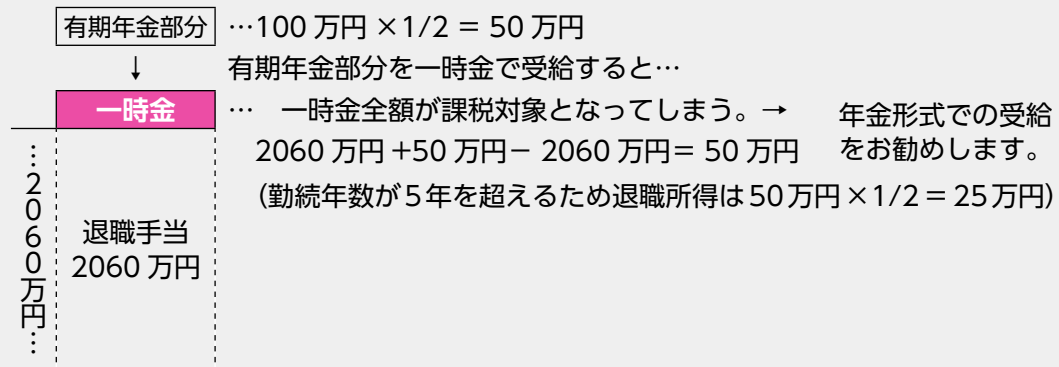 有期年金部分 …100 万円 ×1/2 = 50 万円
↓ 有期年金部分を一時金で受給すると…
一時金 … 一時金全額が課税対象となってしまう。→
年金形式での受給
をお勧めします。
2060 万円+50 万円− 2060 万円= 50 万円
(勤続年数が5年を超えるため退職所得は50万円×1/2 = 25万円)
…2060万円…
退職手当
2060 万円